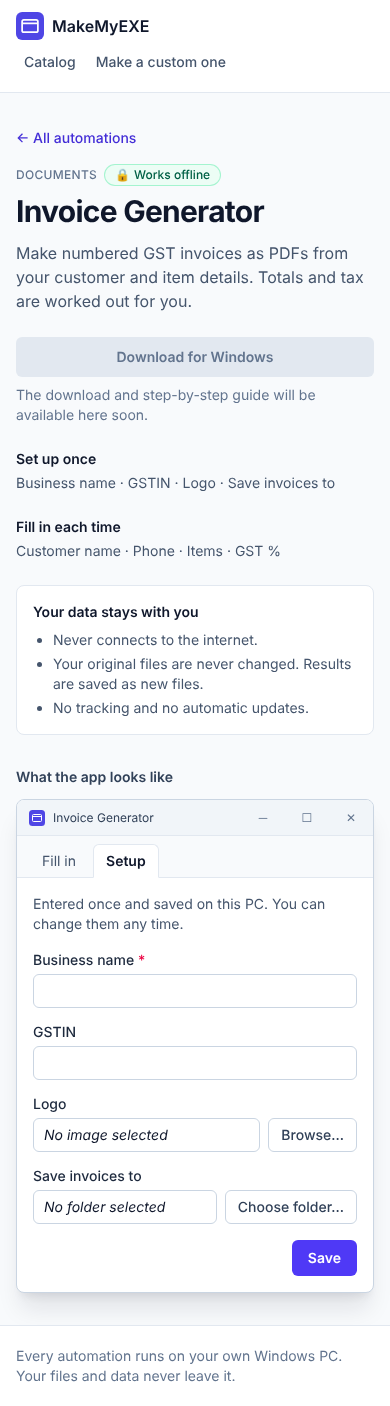 MakeMyEXE
Catalog Make a custom one
← All automations
DOCUMENTS 🔒 Works offline
Invoice Generator
Make numbered GST invoices as PDFs from
your customer and item details. Totals and tax
are worked out for you.
Download for Windows
The download and step-by-step guide will be
available here soon.
Set up once
Business name · GSTIN · Logo · Save invoices to
Fill in each time
Customer name · Phone · Items · GST %
Your data stays with you
• Never connects to the internet.
• Your original files are never changed. Results
are saved as new files.
• No tracking and no automatic updates.
What the app looks like
Invoice Generator
Fill in Setup
Entered once and saved on this PC. You can
change them any time.
Business name *
GSTIN
Logo
No image selected Browse...
Save invoices to
No folder selected Choose folder...
Save
Every automation runs on your own Windows PC.
Your files and data never leave it.